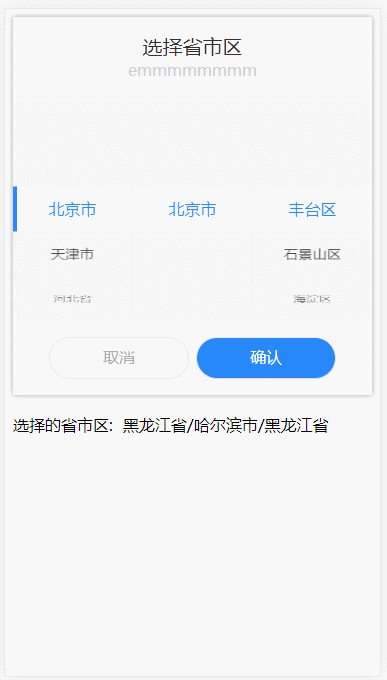 选择省市区
emmmmmmmmm
北京市 北京市 丰台区
天津市 石景山区
河北省 海淀区
取消 确认
选择的省市区: 黑龙江省/哈尔滨市/黑龙江省